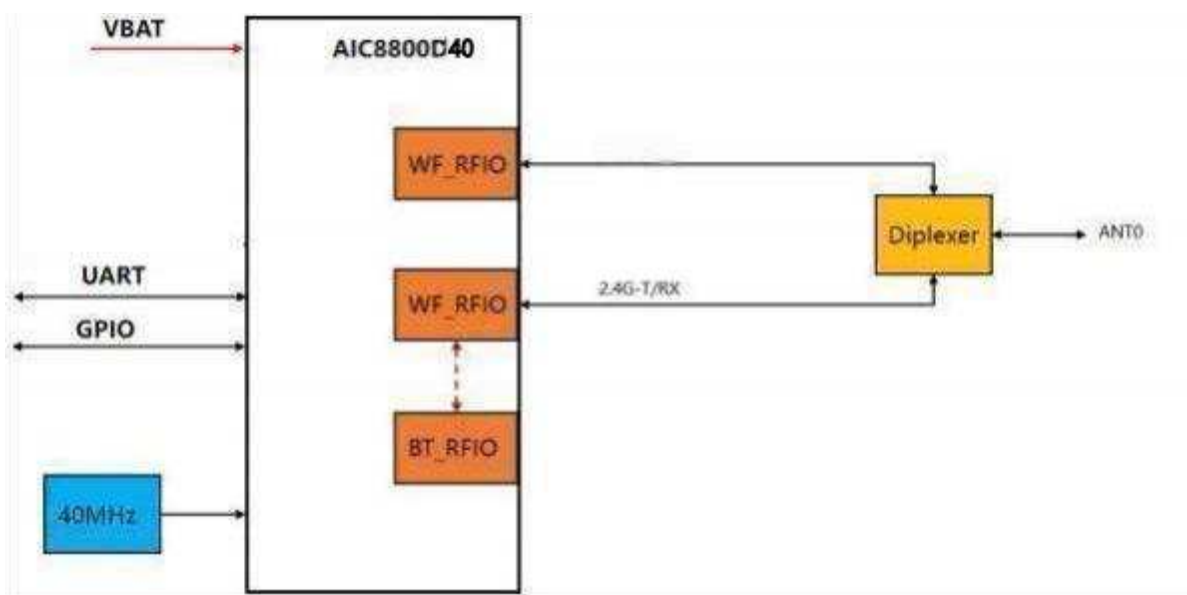 VBAT
AIC8800D40
WF_RFIO
Diplexer
ANT0
UART
WF_RFIO
2.4G-T/RX
GPIO
BT_RFIO
40MHz